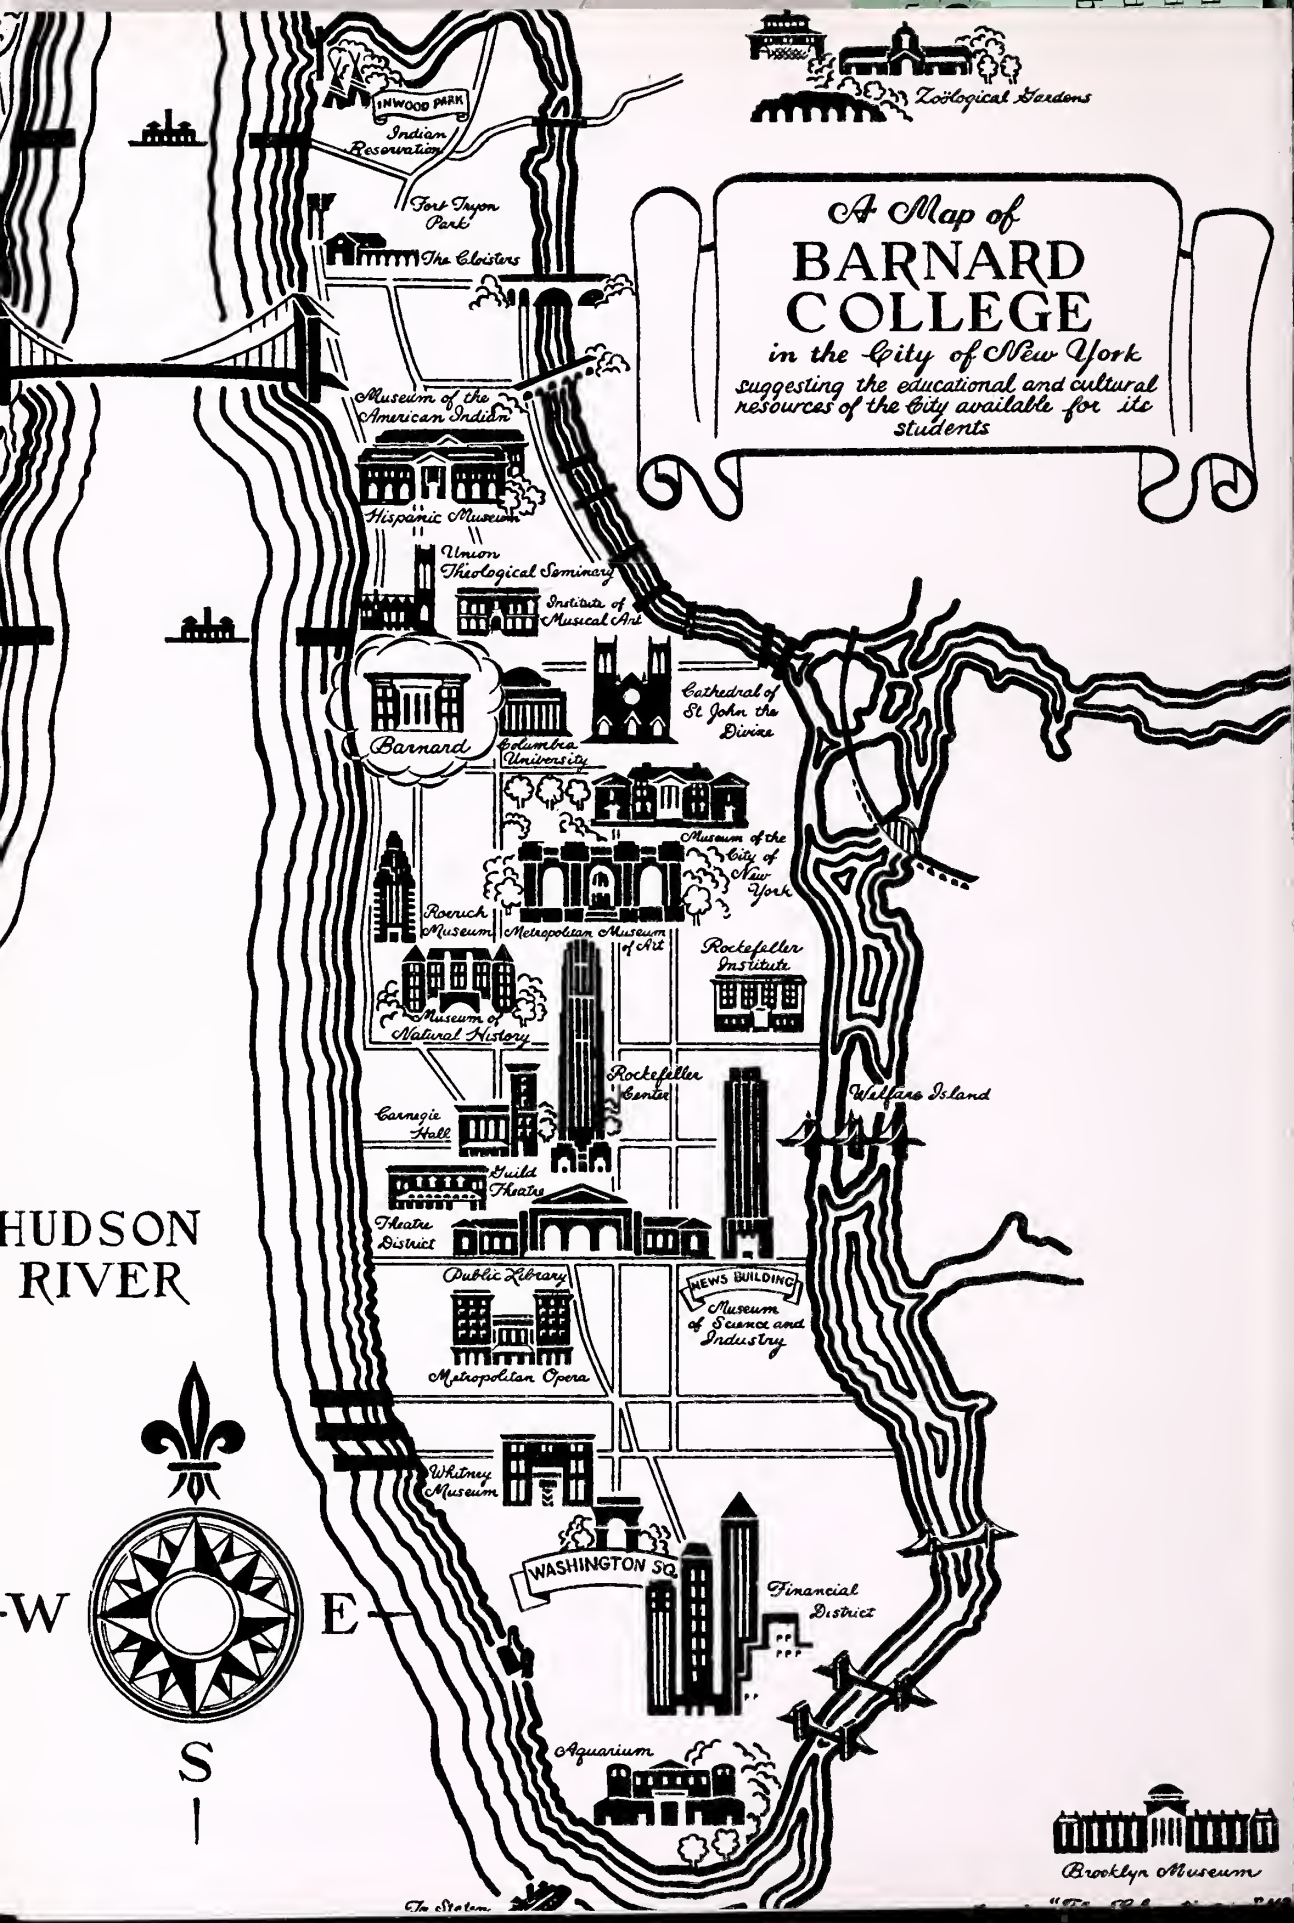 Zoölogical Gardens
INWOOD PARK
Indian
Reservation
Fort Tryon
Park
The Cloisters
A Map of
BARNARD
COLLEGE
in the City of New York
suggesting the educational and cultural
resources of the City available for its
students
Museum of the
American Indian
Hispanic Museum
Union
Theological Seminary
Institute of
Musical Art
Barnard
Columbia
University
Cathedral of
St John the
Divine
Museum of the
City of
New
York
Roerich
Museum
Metropolitan Museum
of Art
Rockefeller
Institute
Museum of
Natural History
Rockefeller
Center
Welfare Island
Carnegie
Hall
Guild
Theatre
Theatre
District
Public Library
NEWS BUILDING
Museum
of Science and
Industry
Metropolitan Opera
HUDSON
RIVER
Whitney
Museum
WASHINGTON SQ.
Financial
District
W
E
S
Aquarium
Brooklyn Museum
To Staten